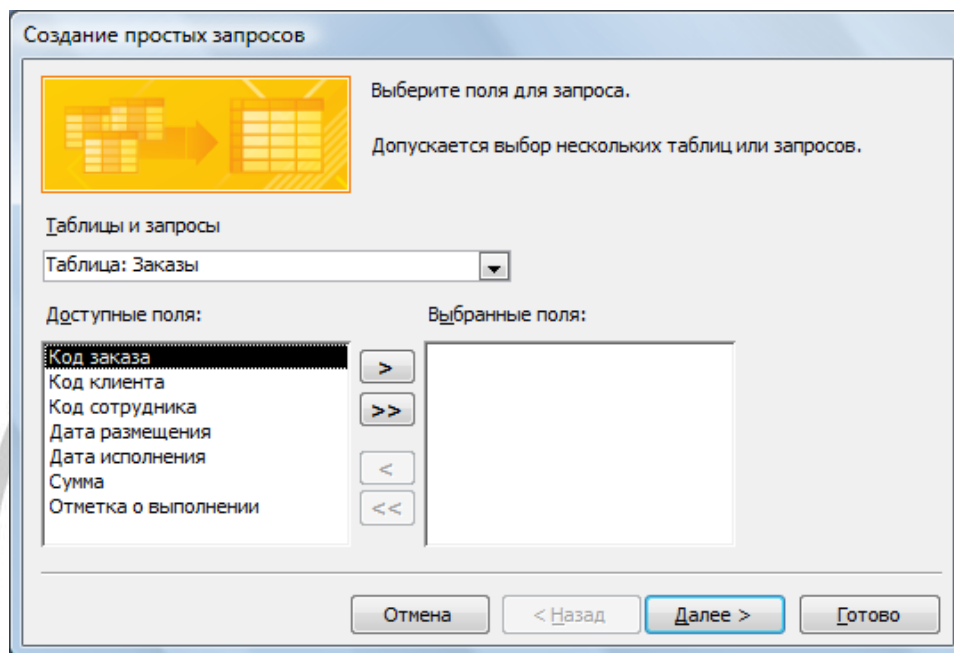 Создание простых запросов
Выберите поля для запроса.
Допускается выбор нескольких таблиц или запросов.
Таблицы и запросы
Таблица: Заказы
Доступные поля:
Выбранные поля:
Код заказа
Код клиента
Код сотрудника
Дата размещения
Дата исполнения
Сумма
Отметка о выполнении
>
>>
<
<<
Отмена
< Назад
Далее >
Готово